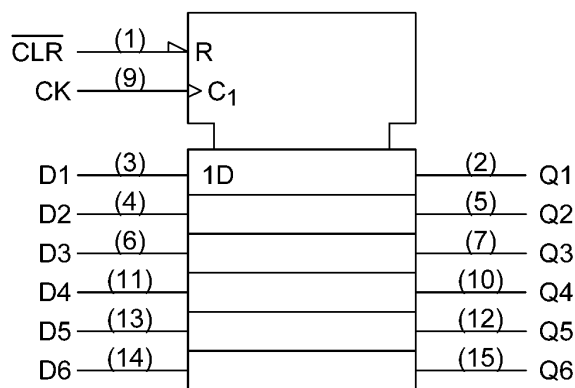 CLR (1) R
CK (9) C1
D1 (3) 1D (2) Q1
D2 (4) (5) Q2
D3 (6) (7) Q3
D4 (11) (10) Q4
D5 (13) (12) Q5
D6 (14) (15) Q6